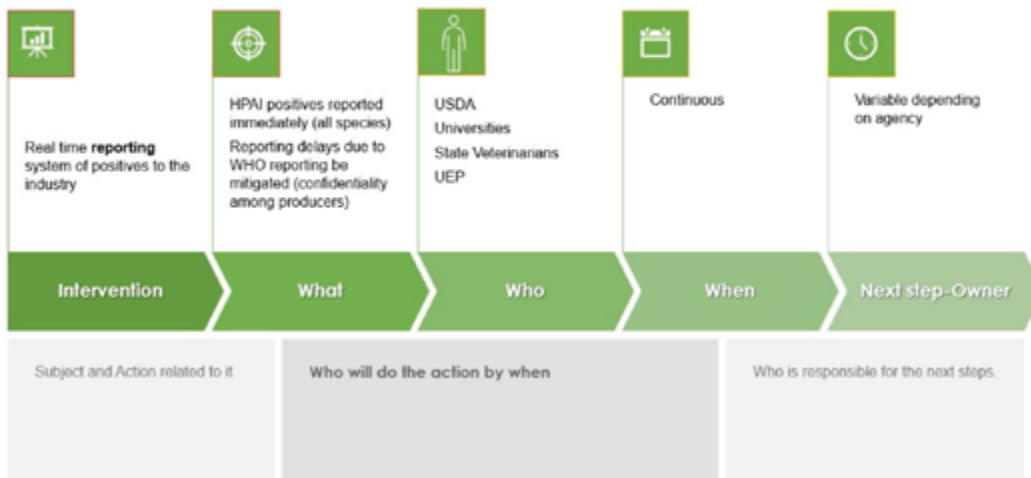 Real time reporting
system of positives to the
industry
HPAI positives reported
immediately (all species)
Reporting delays due to
WHO reporting be
mitigated (confidentiality
among producers)
USDA
Universities
State Veterinarians
UEP
Continuous
Variable depending
on agency
Intervention
What
Who
When
Next step-Owner
Subject and Action related to it
Who will do the action by when
Who is responsible for the next steps.